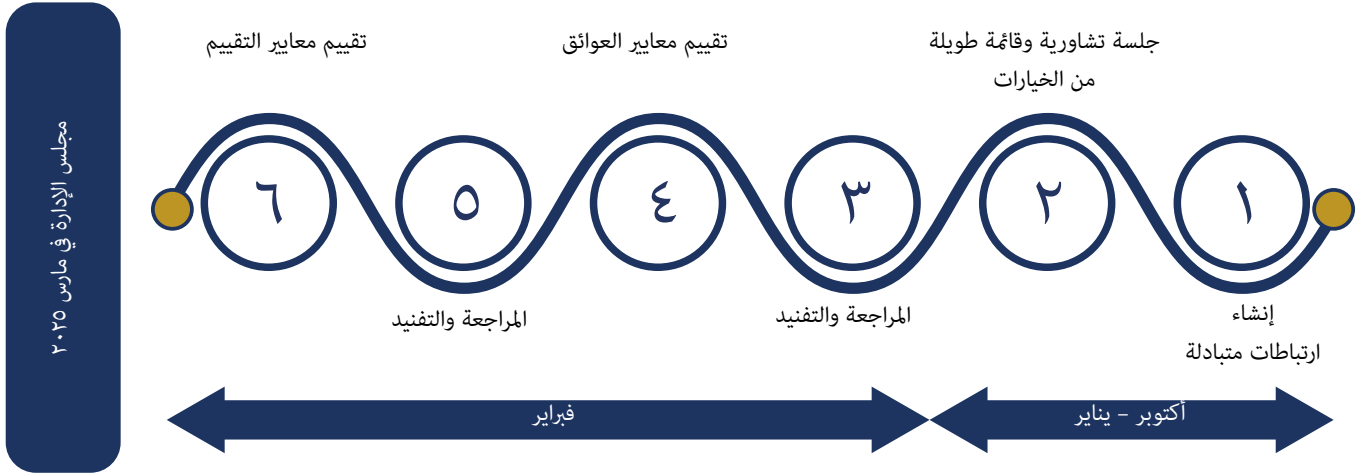 جلسة تشاورية وقائمة طويلة
من الخيارات
تقييم معايير العوائق
تقييم معايير التقييم
١
٢
٣
٤
٥
٦
إنشاء
ارتباطات متبادلة
المراجعة والتفنيد
المراجعة والتفنيد
أكتوبر – يناير
فبراير
مجلس الإدارة في مارس ٢٠٢٥